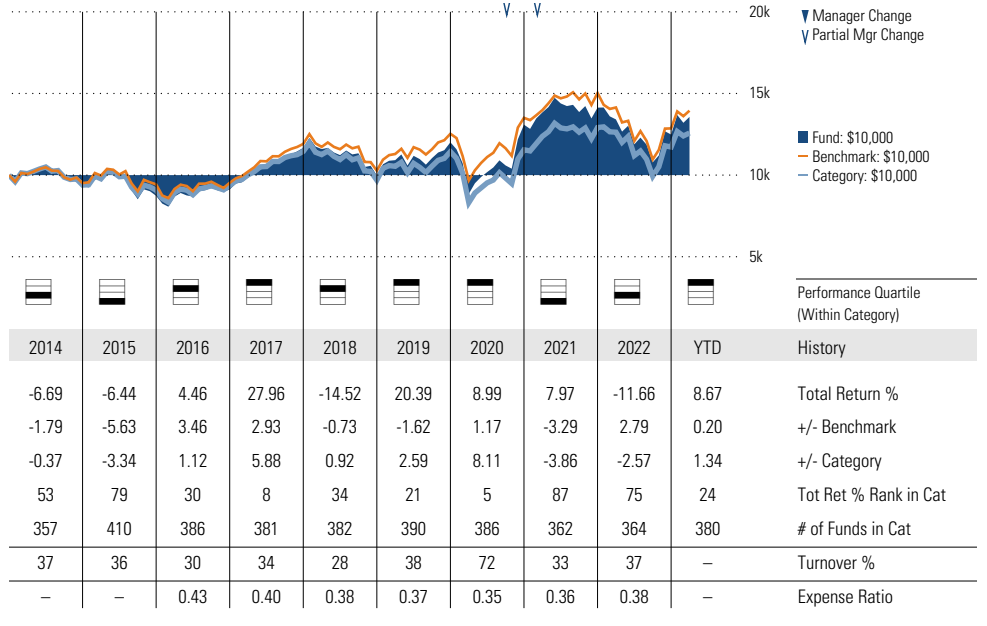 20k
15k
10k
5k
Manager Change
Partial Mgr Change
Fund: $10,000
Benchmark: $10,000
Category: $10,000
Performance Quartile
(Within Category)
2014 2015 2016 2017 2018 2019 2020 2021 2022 YTD History
-6.69 -6.44 4.46 27.96 -14.52 20.39 8.99 7.97 -11.66 8.67 Total Return %
-1.79 -5.63 3.46 2.93 -0.73 -1.62 1.17 -3.29 2.79 0.20 +/- Benchmark
-0.37 -3.34 1.12 5.88 0.92 2.59 8.11 -3.86 -2.57 1.34 +/- Category
53 79 30 8 34 21 5 87 75 24 Tot Ret % Rank in Cat
357 410 386 381 382 390 386 362 364 380 # of Funds in Cat
37 36 30 34 28 38 72 33 37 – Turnover %
– – 0.43 0.40 0.38 0.37 0.35 0.36 0.38 – Expense Ratio